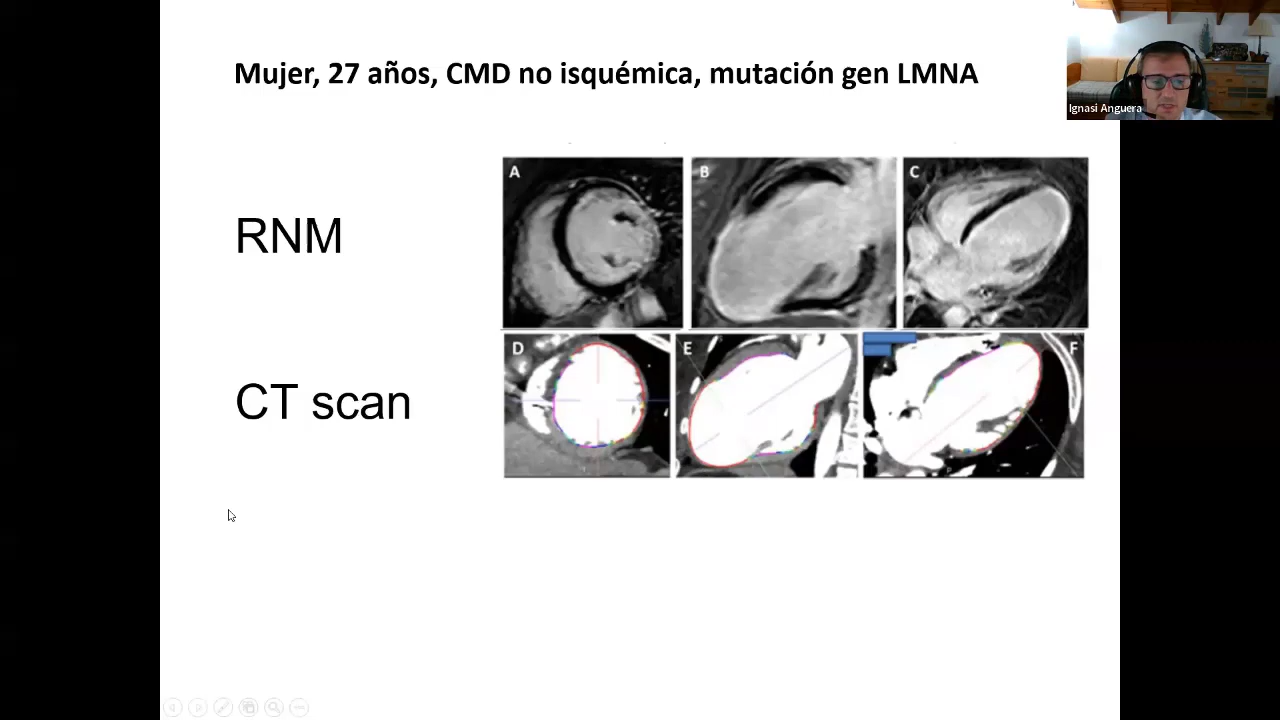 Mujer, 27 años, CMD no isquémica, mutación gen LMNA
Ignasi Anguera
RNM
A
B
C
CT scan
D
E
F